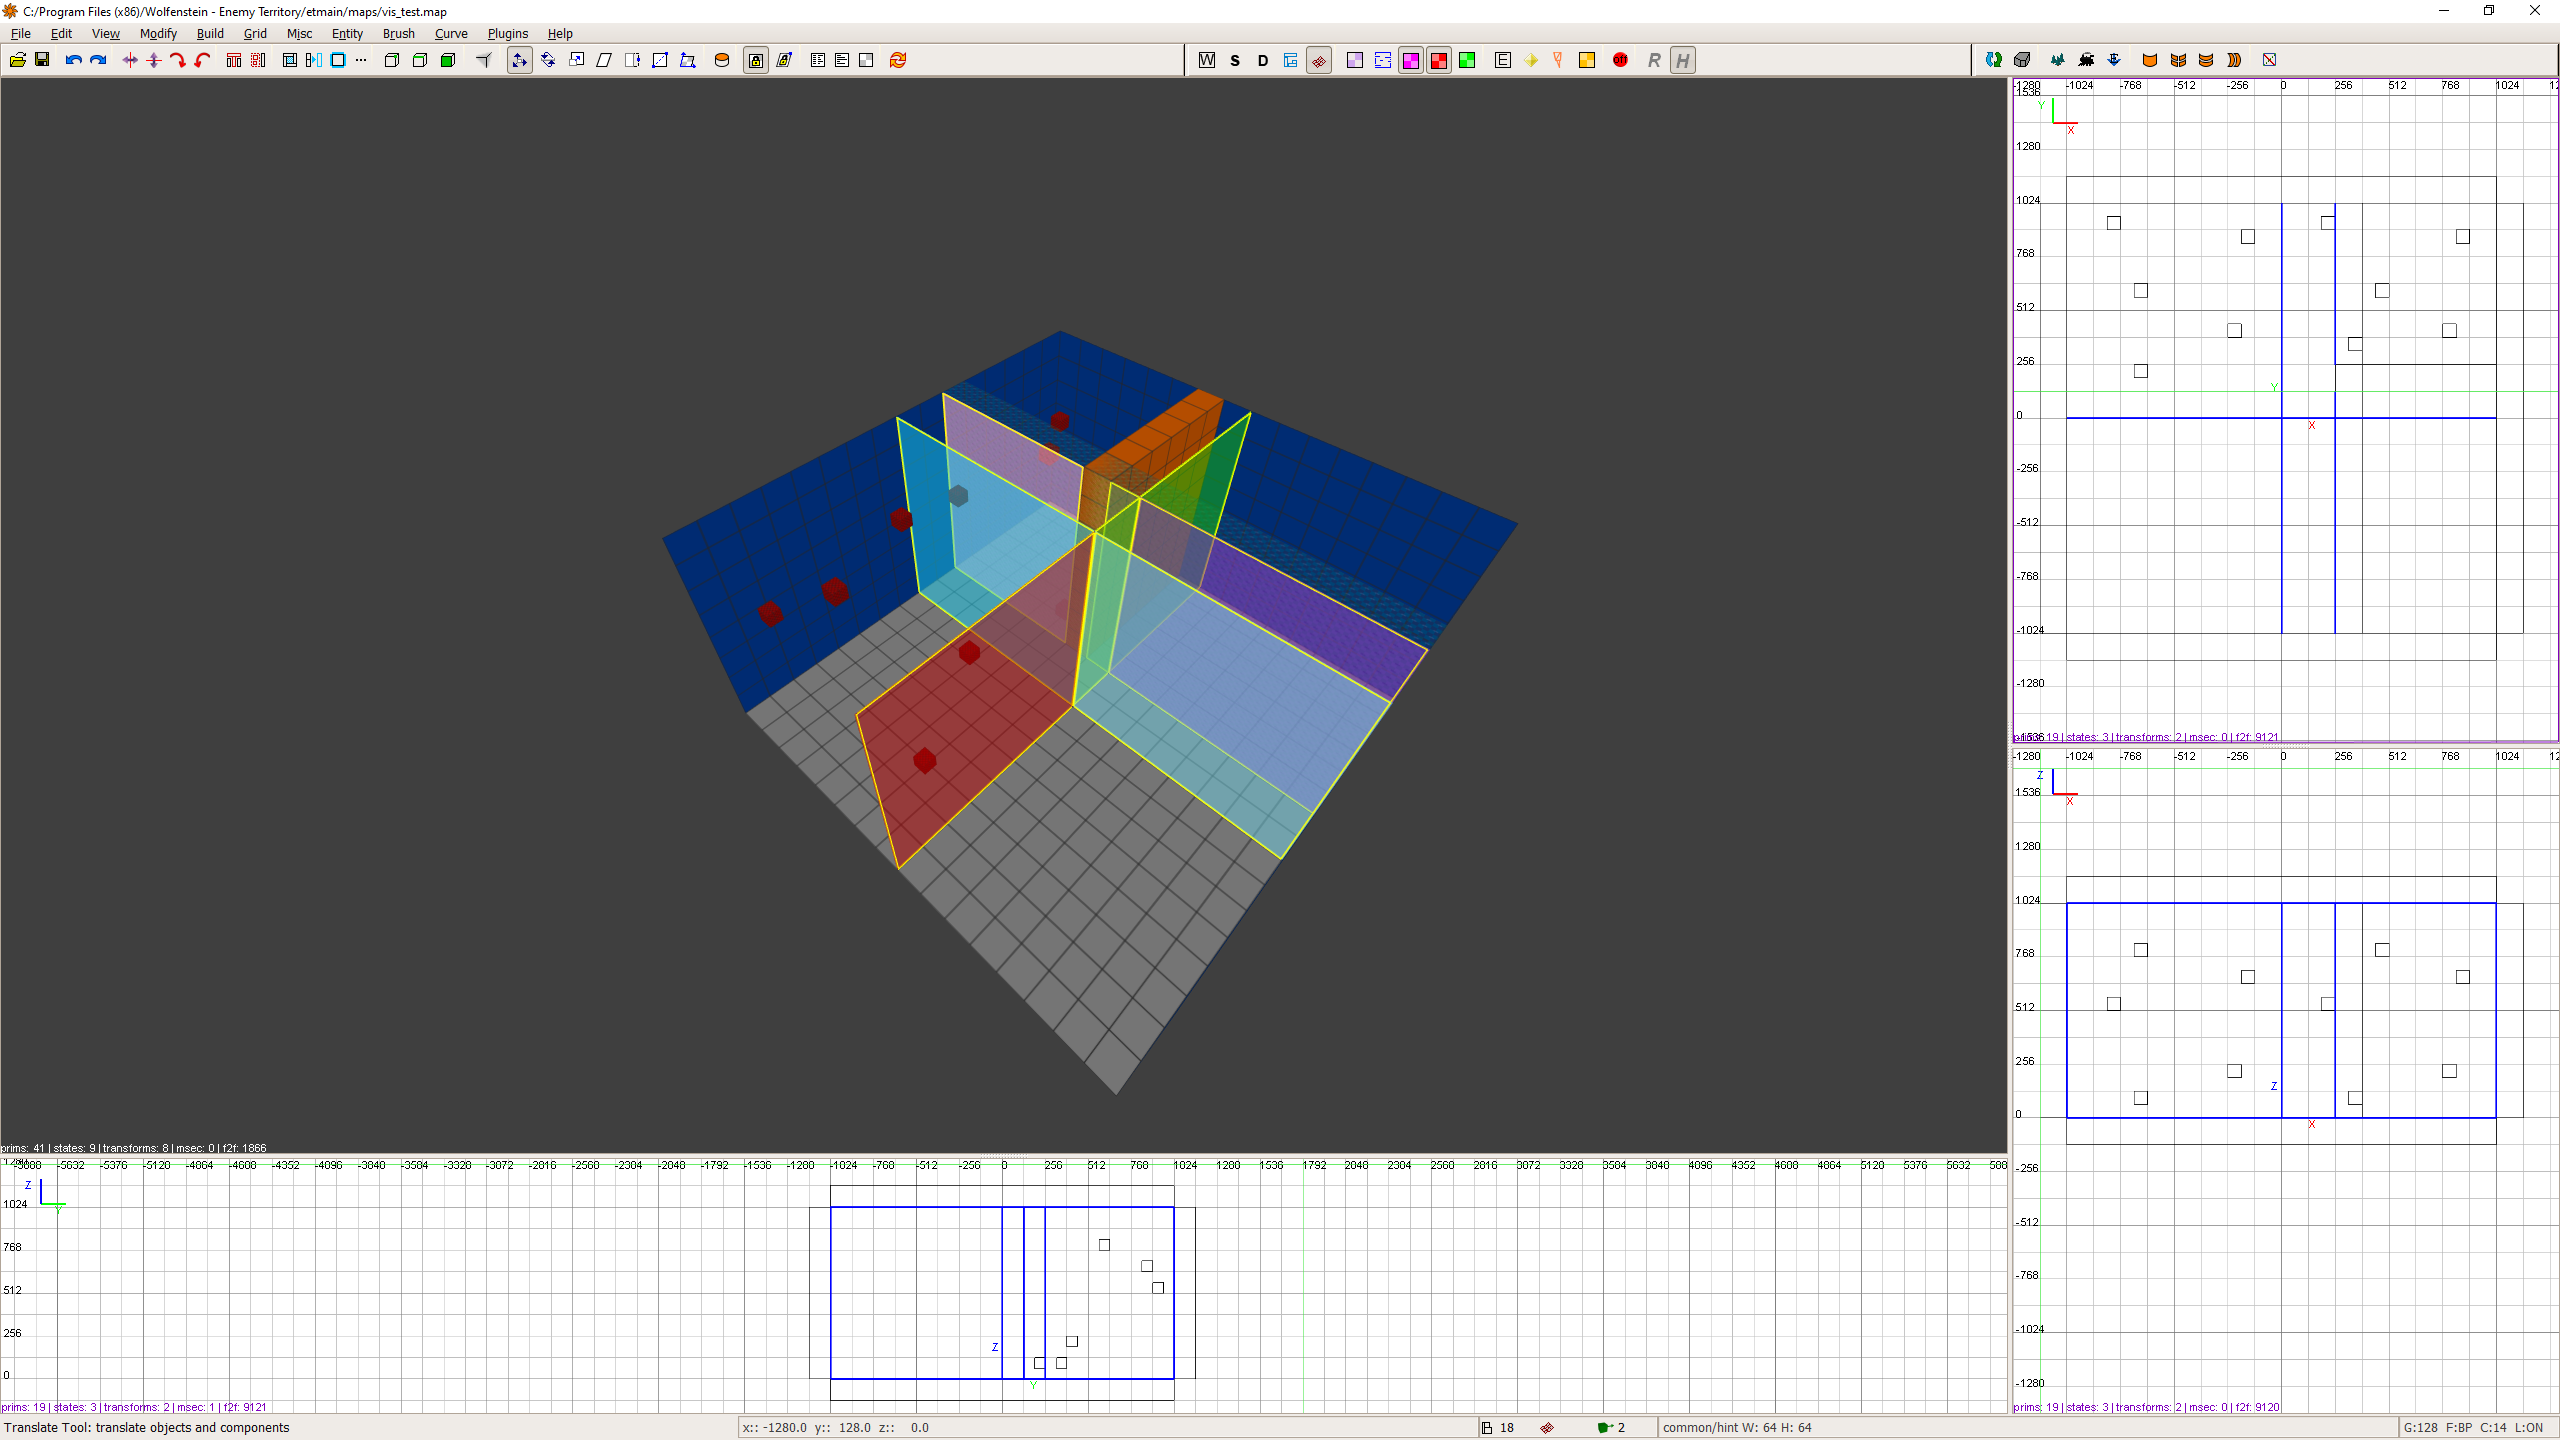 C:/Program Files (x86)/Wolfenstein - Enemy Territory/etmain/maps/vis_test.map
File Edit View Modify Build Grid Misc Entity Brush Curve Plugins Help
W S D E R H
-1280 -1024 -768 -512 -256 0 256 512 768 1024 12
1536
Y
X
1280
1024
768
512
256
Y
0
X
-256
-512
-768
-1024
-1280
prims: 19 | states: 3 | transforms: 2 | msec: 0 | f2f: 9121
-1280 -1024 -768 -512 -256 0 256 512 768 1024 12
Z
1536
X
1280
1024
768
512
256
Z
0
X
-256
-512
-768
-1024
-1280
prims: 19 | states: 3 | transforms: 2 | msec: 0 | f2f: 9120
prims: 41 | states: 9 | transforms: 8 | msec: 0 | f2f: 1866
-5632 -5376 -5120 -4864 -4608 -4352 -4096 -3840 -3584 -3328 -3072 -2816 -2560 -2304 -2048 -1792 -1536 -1280 -1024 -768 -512 -256 0 256 512 768 1024 1280 1536 1792 2048 2304 2560 2816 3072 3328 3584 3840 4096 4352 4608 4864 5120 5376 5632 588
Z
1024
Y
768
512
256
Z
0
Y
prims: 19 | states: 3 | transforms: 2 | msec: 1 | f2f: 9121
Translate Tool: translate objects and components
x:: -1280.0 y:: 128.0 z:: 0.0
18
2
common/hint W: 64 H: 64
G:128 F:BP C:14 L:ON